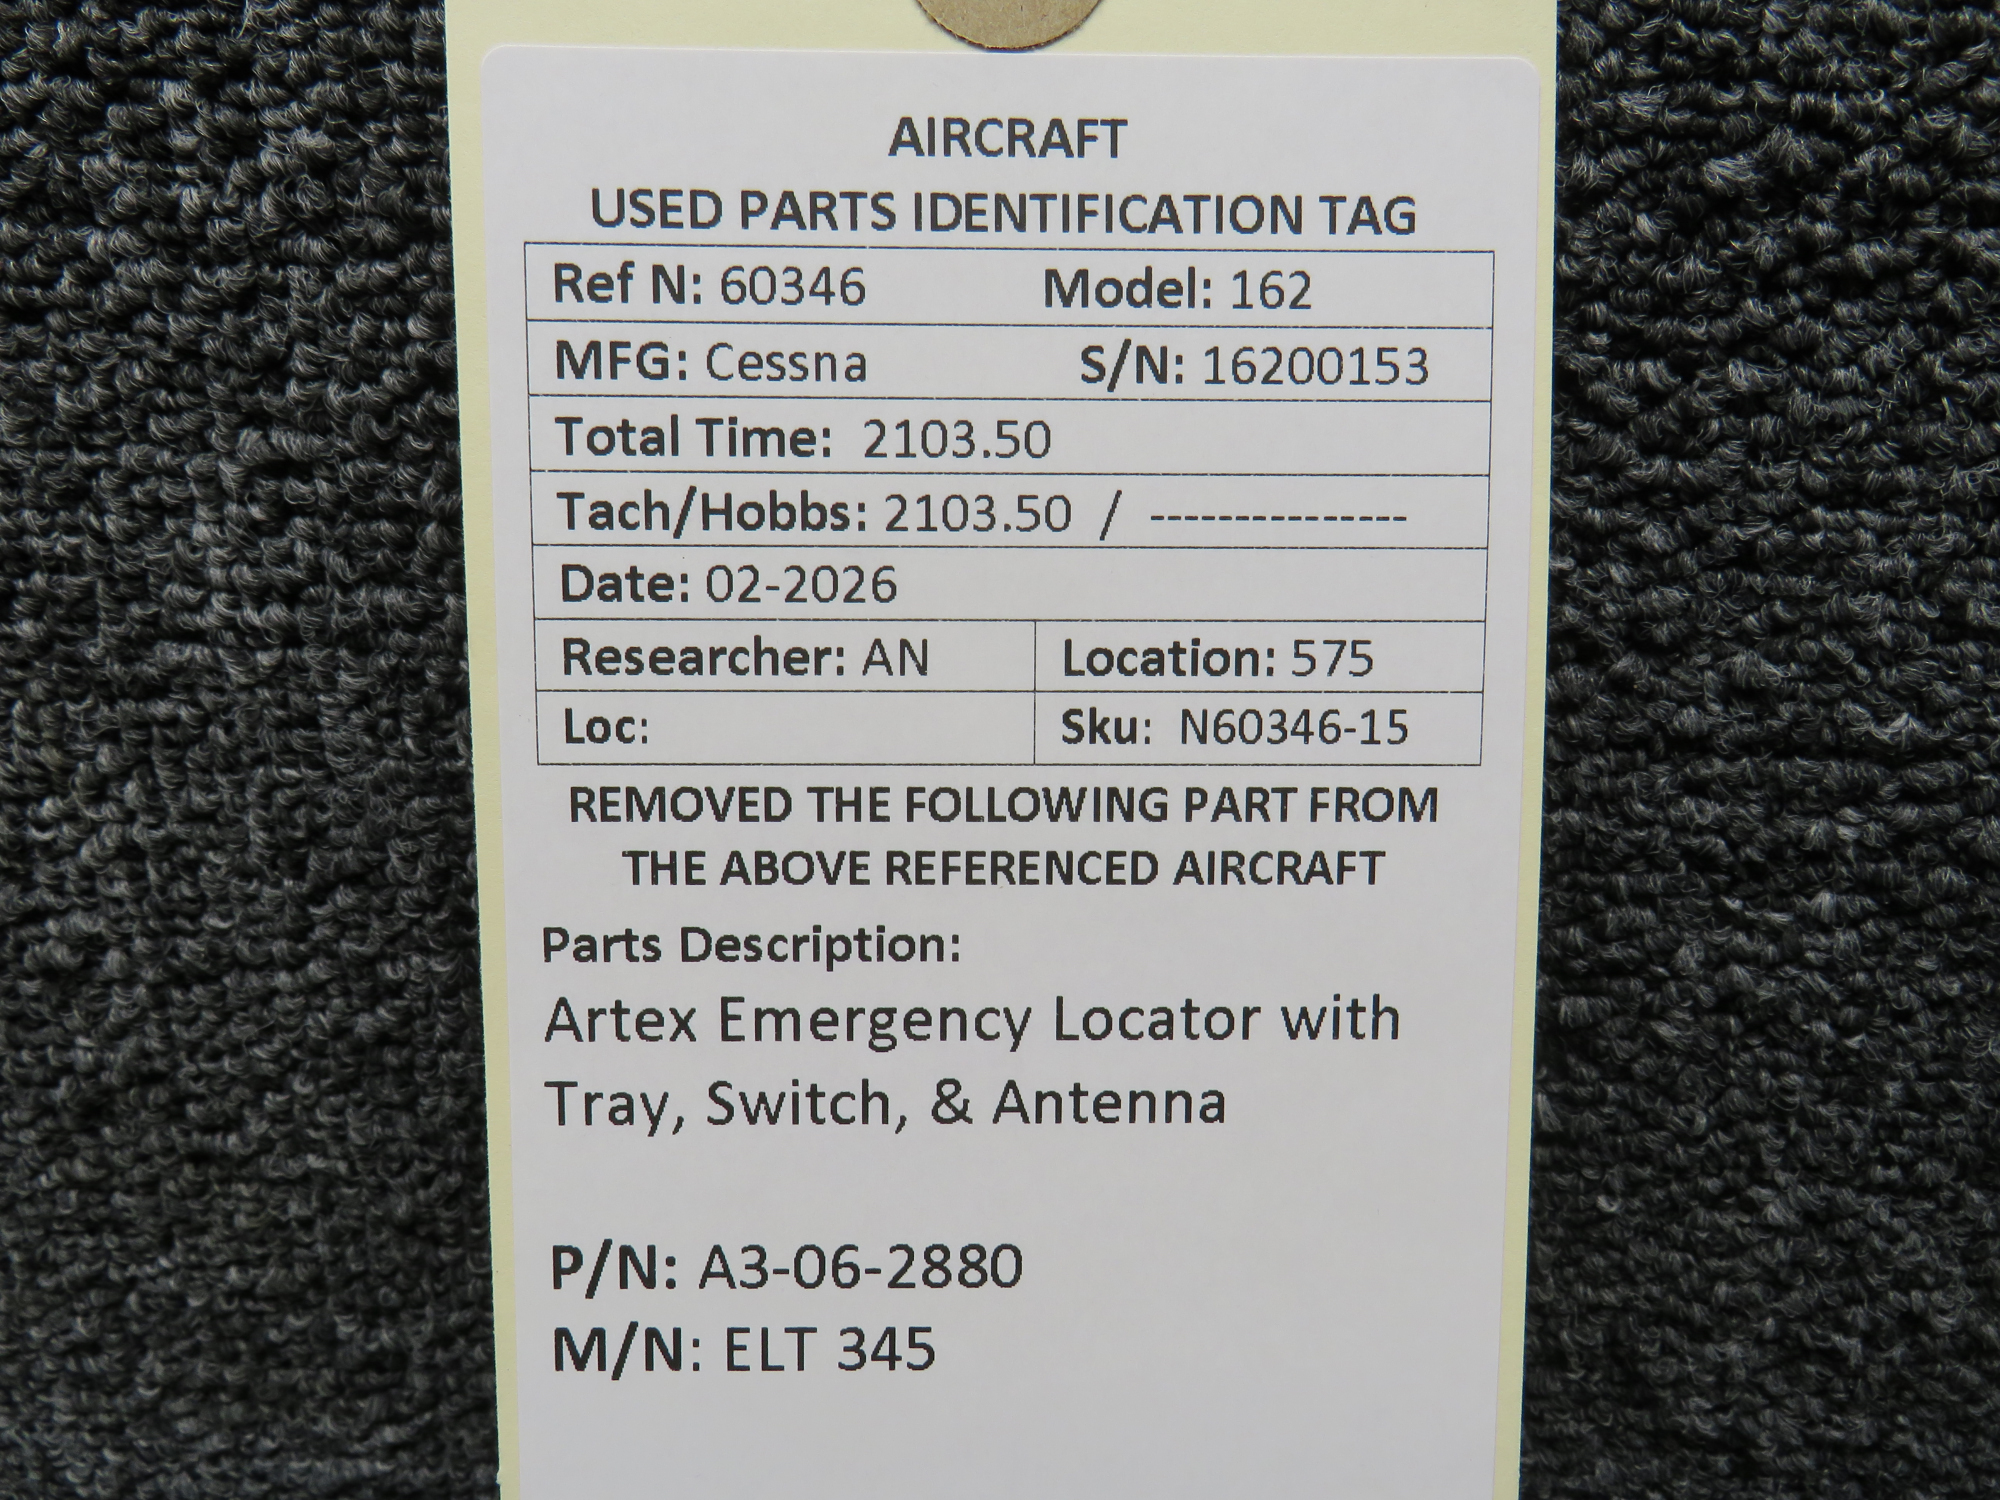 AIRCRAFT
USED PARTS IDENTIFICATION TAG
Ref N: 60346 Model: 162
MFG: Cessna S/N: 16200153
Total Time: 2103.50
Tach/Hobbs: 2103.50 / ----------------
Date: 02-2026
Researcher: AN Location: 575
Loc: Sku: N60346-15
REMOVED THE FOLLOWING PART FROM
THE ABOVE REFERENCED AIRCRAFT
Parts Description:
Artex Emergency Locator with
Tray, Switch, & Antenna
P/N: A3-06-2880
M/N: ELT 345